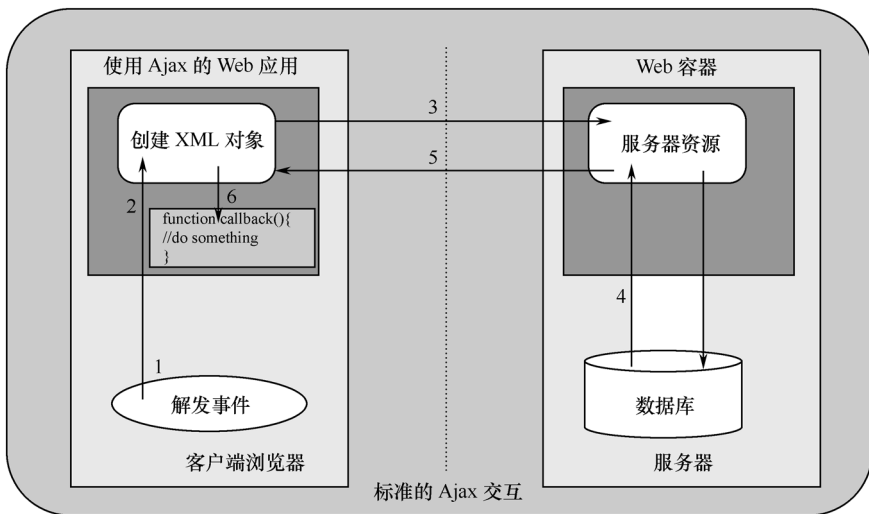 使用 Ajax 的 Web 应用
创建 XML 对象
2
6
function callback(){
//do something
}
1
解发事件
客户端浏览器
3
5
Web 容器
服务器资源
4
数据库
服务器
标准的 Ajax 交互